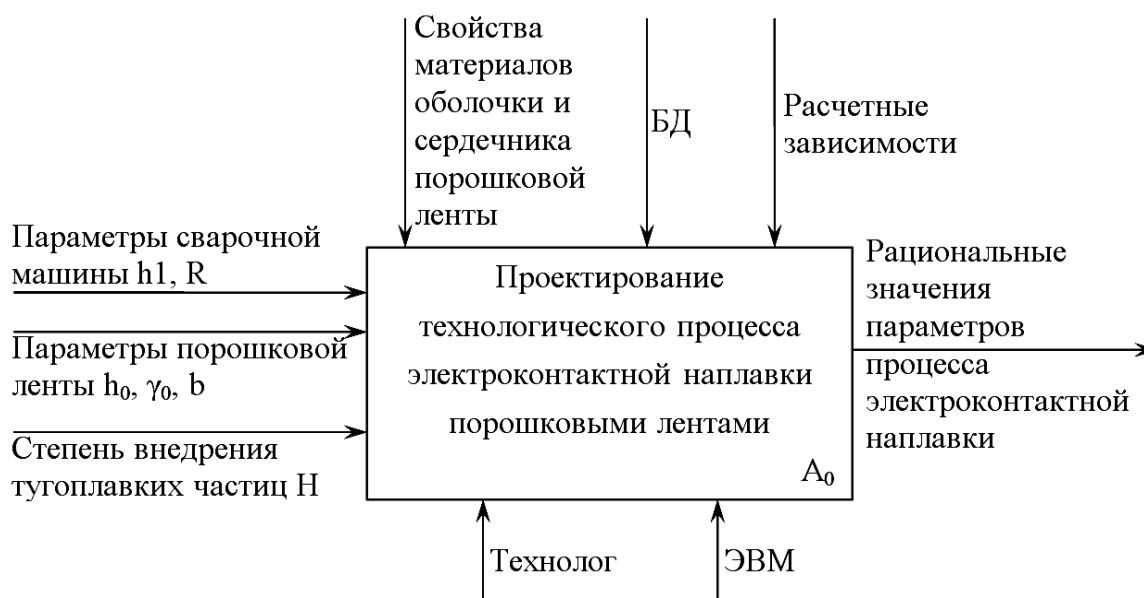 Свойства
материалов
оболочки и
сердечника
порошковой
ленты
БД
Расчетные
зависимости
Параметры сварочной
машины h1, R
Параметры порошковой
ленты h₀, γ₀, b
Степень внедрения
тугоплавких частиц H
Проектирование
технологического процесса
электроконтактной наплавки
порошковыми лентами
A₀
Рациональные
значения
параметров
процесса
электроконтактной
наплавки
Технолог
ЭВМ